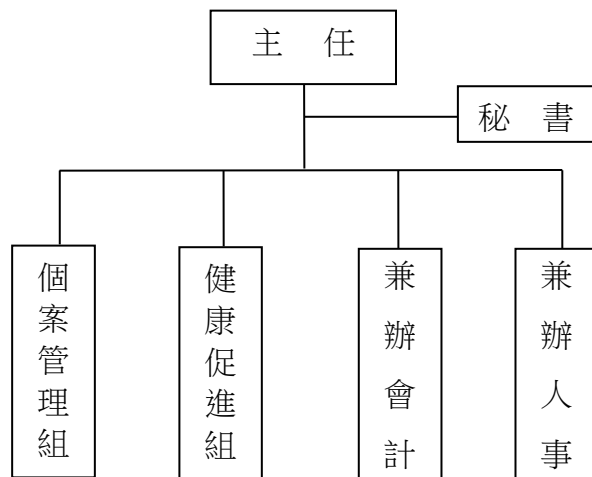 主 任
秘 書
個案管理組
健康促進組
兼辦會計
兼辦人事